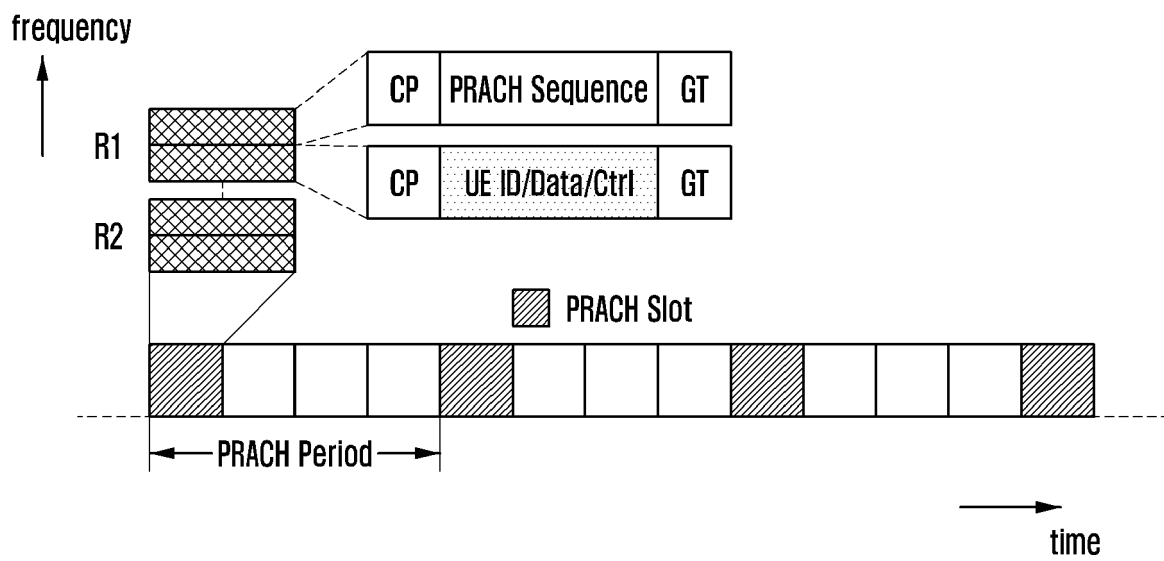 frequency
CP PRACH Sequence GT
R1
CP UE ID/Data/Ctrl GT
R2
PRACH Slot
PRACH Period
time